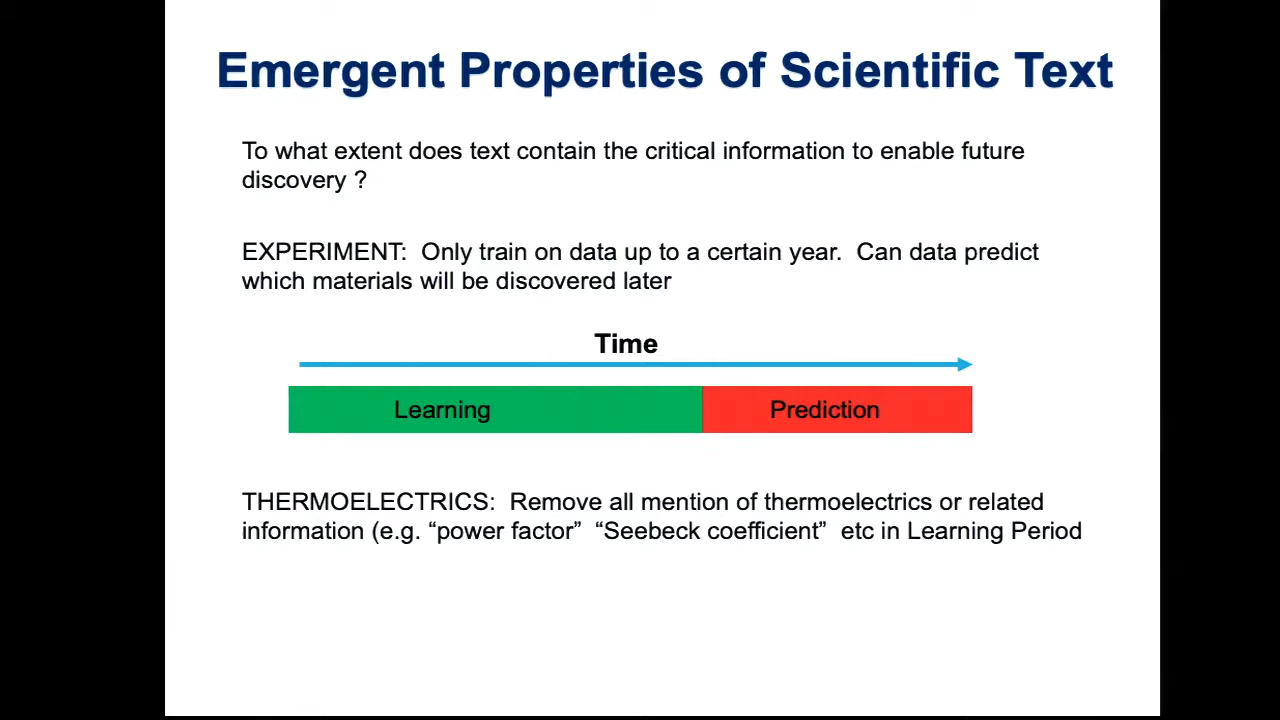 Emergent Properties of Scientific Text
To what extent does text contain the critical information to enable future
discovery ?
EXPERIMENT:  Only train on data up to a certain year.  Can data predict
which materials will be discovered later
Time
Learning
Prediction
THERMOELECTRICS:  Remove all mention of thermoelectrics or related
information (e.g. “power factor”  “Seebeck coefficient”  etc in Learning Period